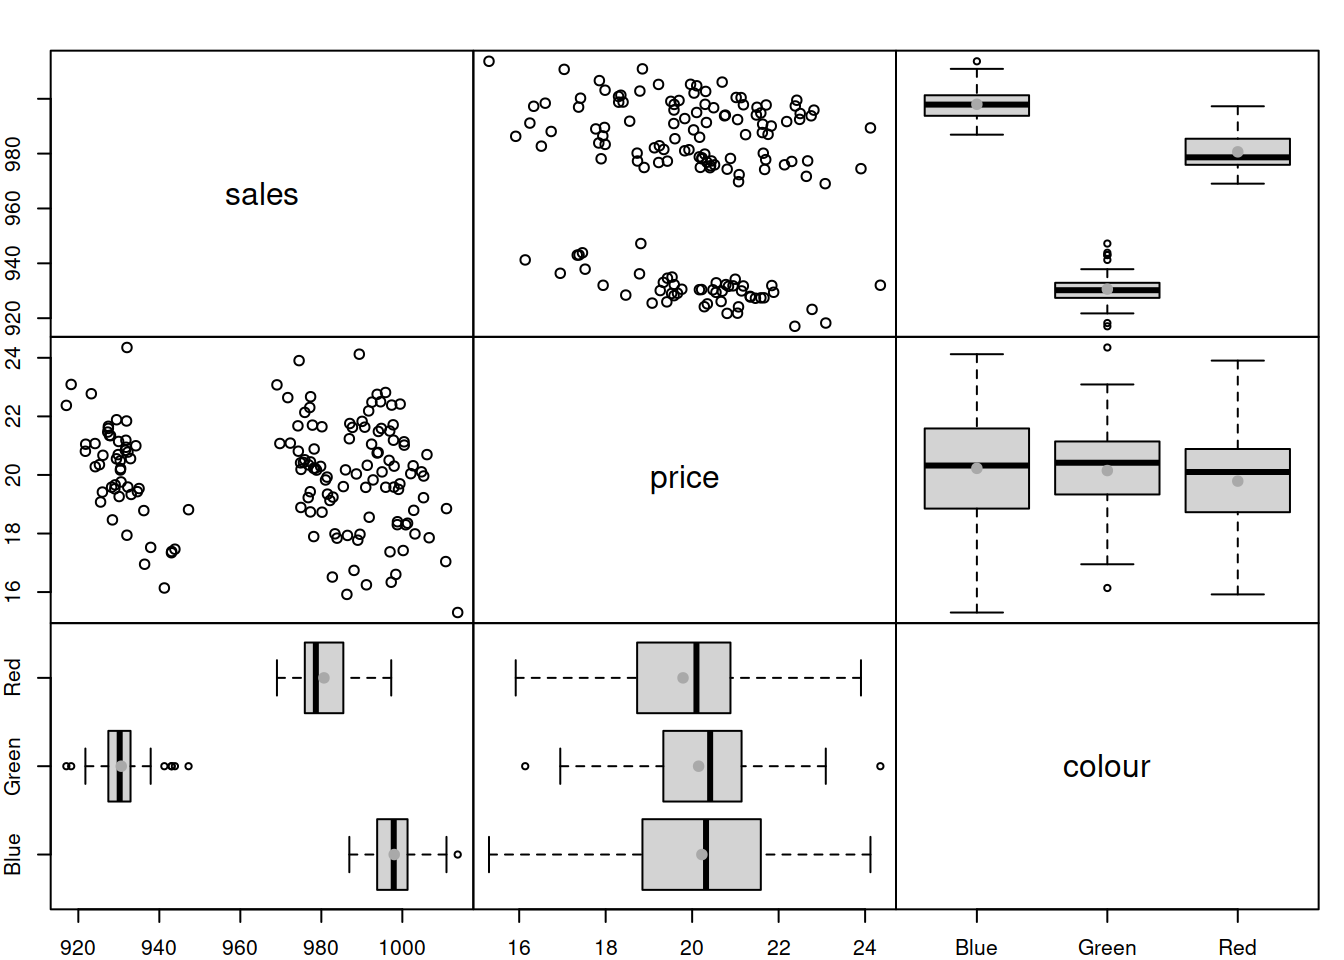 sales
920 940 960 980
price
16 18 20 22 24
colour
Red
Green
Blue
920 940 960 980 1000
16 18 20 22 24
Blue Green Red